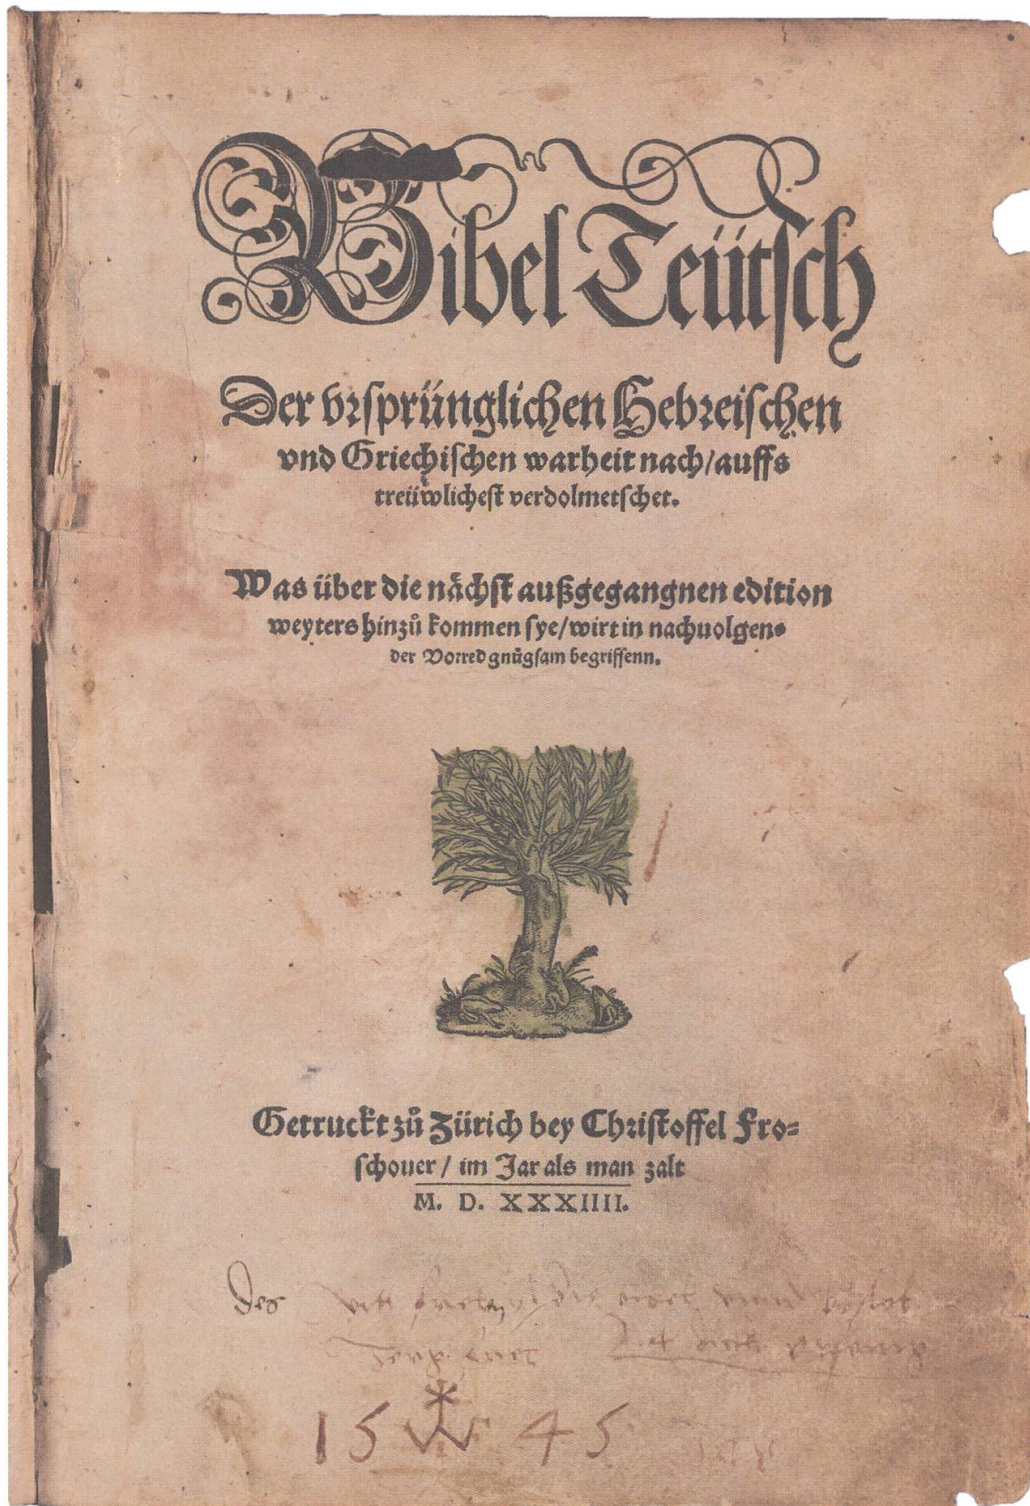 Bibel Teütsch
Der vrsprünglichen Hebreischen
vnd Griechischen warheit nach/auffs
treüwlichest verdolmetschet.
Was über die nächst außgegangnen edition
weyters hinzů kommen sye/wirt in nachuolgen⸗
der Vorred gnůgsam begriffenn.
Getruckt zů Zürich bey Christoffel Fro⸗
schouer / im Jar als man zalt
M. D. XXXIIII.
Des
15 W 45